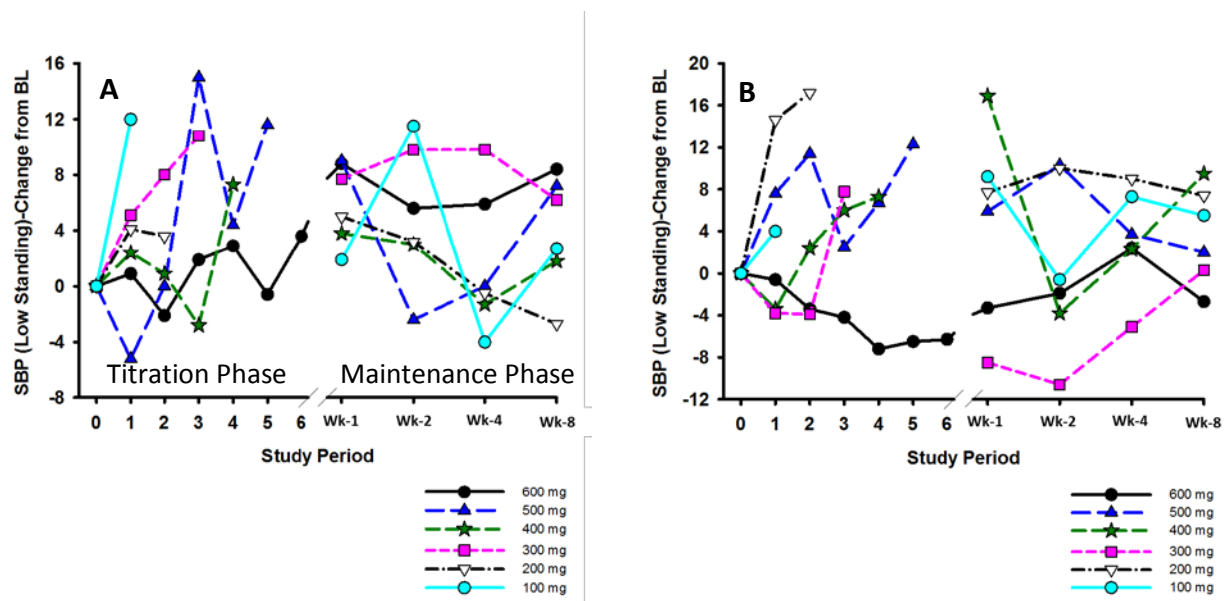 A
SBP (Low Standing)-Change from BL
16
12
8
4
0
-4
-8
Titration Phase
Maintenance Phase
0 1 2 3 4 5 6 Wk-1 Wk-2 Wk-4 Wk-8
Study Period
600 mg
500 mg
400 mg
300 mg
200 mg
100 mg
B
SBP (Low Standing)-Change from BL
20
16
12
8
4
0
-4
-8
-12
0 1 2 3 4 5 6 Wk-1 Wk-2 Wk-4 Wk-8
Study Period
600 mg
500 mg
400 mg
300 mg
200 mg
100 mg